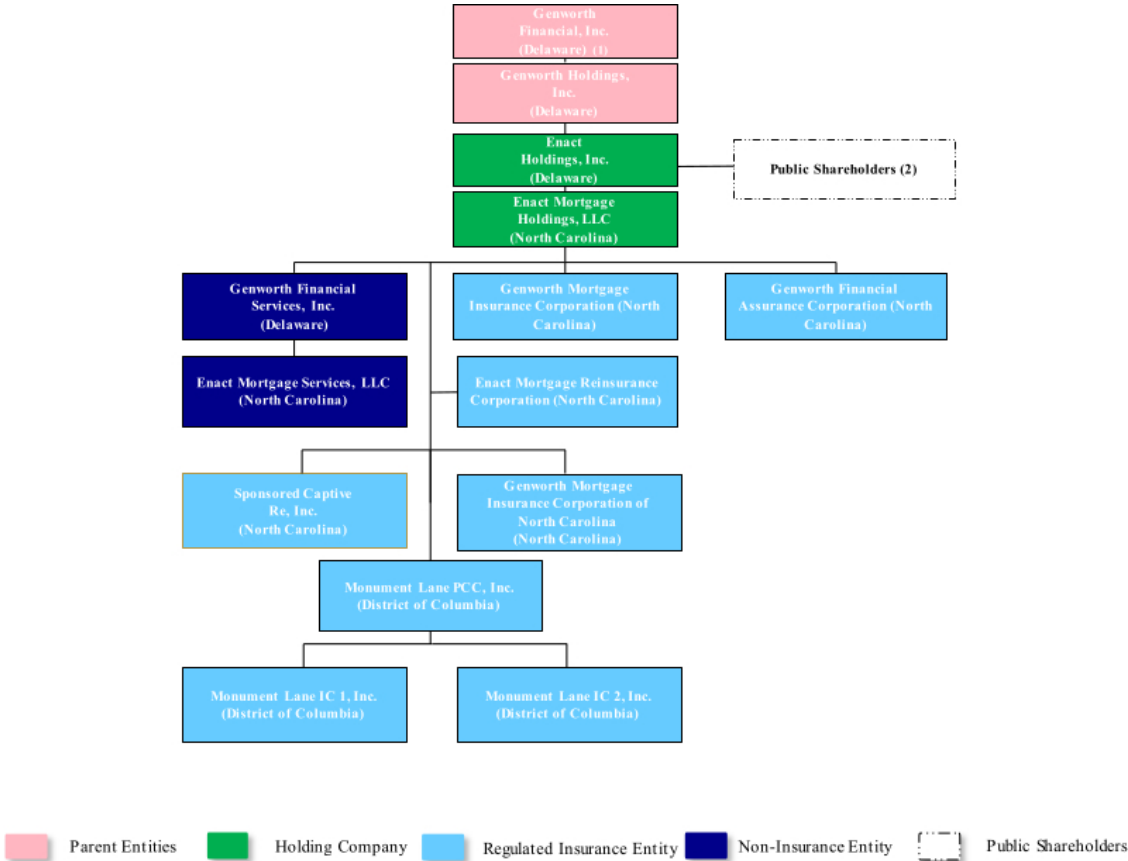 Genworth
Financial, Inc.
(Delaware) (1)
Genworth Holdings,
Inc.
(Delaware)
Enact
Holdings, Inc.
(Delaware)
Public Shareholders (2)
Enact Mortgage
Holdings, LLC
(North Carolina)
Genworth Financial
Services, Inc.
(Delaware)
Genworth Mortgage
Insurance Corporation (North
Carolina)
Genworth Financial
Assurance Corporation (North
Carolina)
Enact Mortgage Services, LLC
(North Carolina)
Enact Mortgage Reinsurance
Corporation (North Carolina)
Sponsored Captive
Re, Inc.
(North Carolina)
Genworth Mortgage
Insurance Corporation of
North Carolina
(North Carolina)
Monument Lane PCC, Inc.
(District of Columbia)
Monument Lane IC 1, Inc.
(District of Columbia)
Monument Lane IC 2, Inc.
(District of Columbia)
Parent Entities
Holding Company
Regulated Insurance Entity
Non-Insurance Entity
Public Shareholders